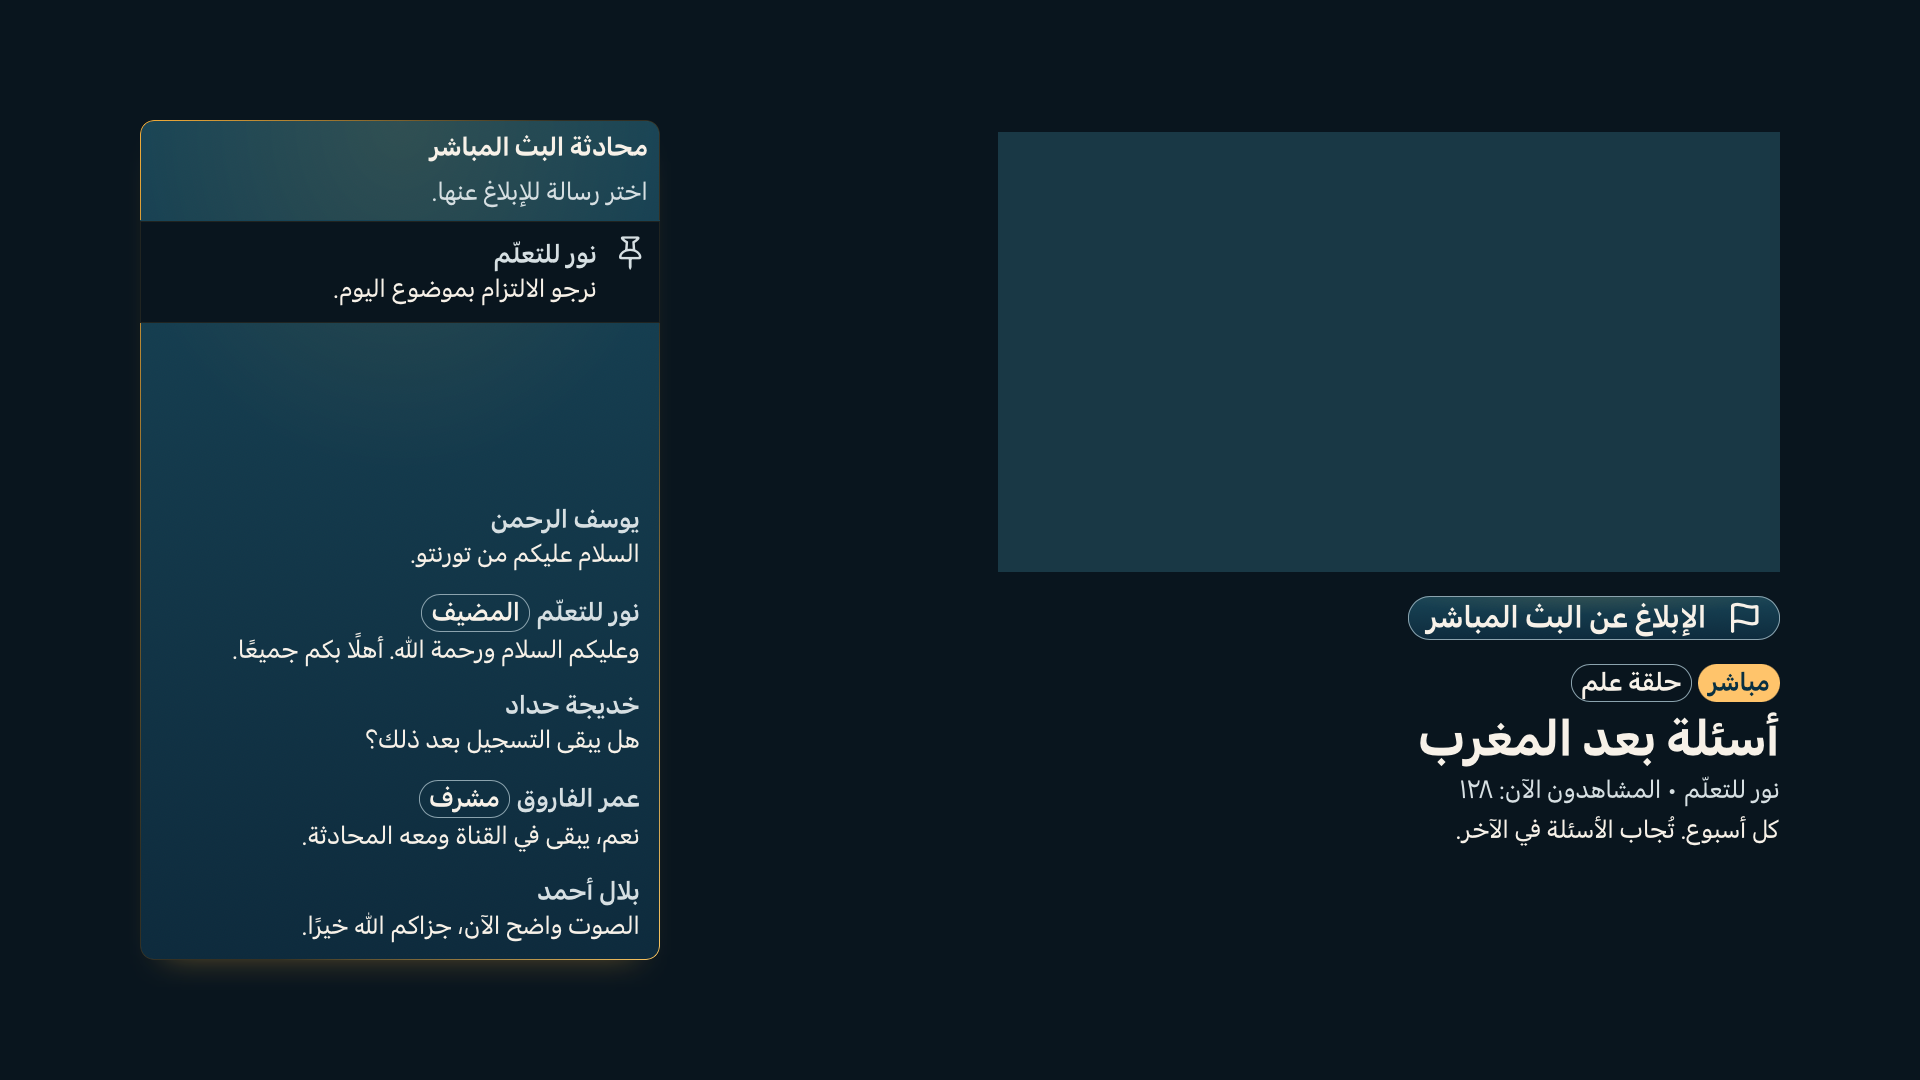 الإبلاغ عن البث المباشر
مباشر حلقة علم
أسئلة بعد المغرب
نور للتعلّم • المشاهدون الآن: ١٢٨
كل أسبوع. تُجاب الأسئلة في الآخر.
محادثة البث المباشر
اختر رسالة للإبلاغ عنها.
نور للتعلّم
نرجو الالتزام بموضوع اليوم.
يوسف الرحمن
السلام عليكم من تورنتو.
نور للتعلّم المضيف
وعليكم السلام ورحمة الله. أهلًا بكم جميعًا.
خديجة حداد
هل يبقى التسجيل بعد ذلك؟
عمر الفاروق مشرف
نعم، يبقى في القناة ومعه المحادثة.
بلال أحمد
الصوت واضح الآن، جزاكم الله خيرًا.